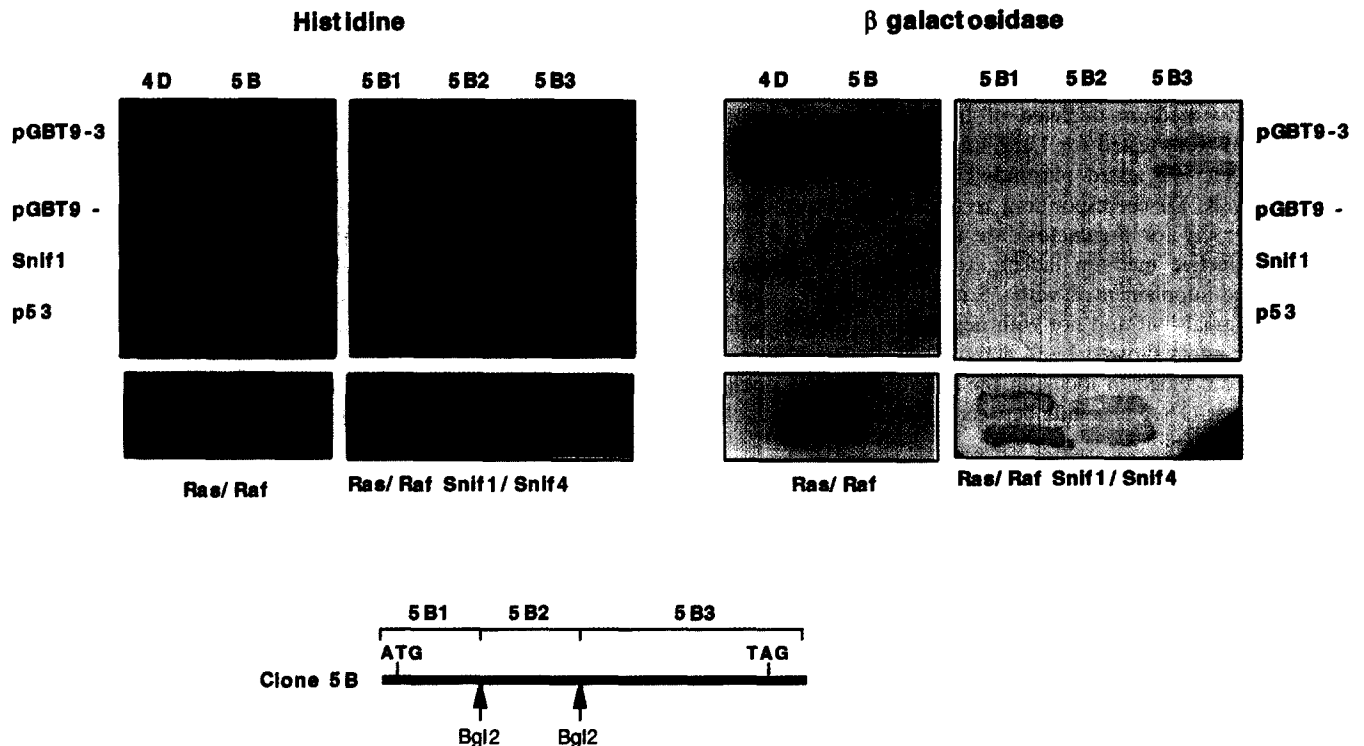 Histidine
β galactosidase
4D 5B 5B1 5B2 5B3
4D 5B 5B1 5B2 5B3
pGBT9-3
pGBT9-3
pGBT9 -
pGBT9 -
Snif1
Snif1
p53
p53
Ras/ Raf
Ras/ Raf Snif1/ Snif4
Ras/ Raf
Ras/ Raf Snif1/ Snif4
5B1 5B2 5B3
ATG TAG
Clone 5B
Bgl2 Bgl2